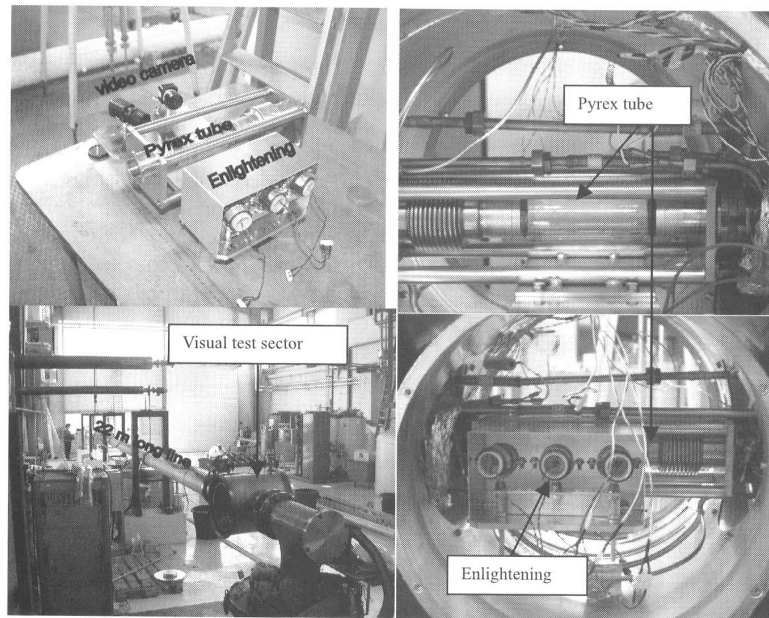 video camera
Pyrex tube
Enlightening
Pyrex tube
Visual test sector
22 m long line
Enlightening